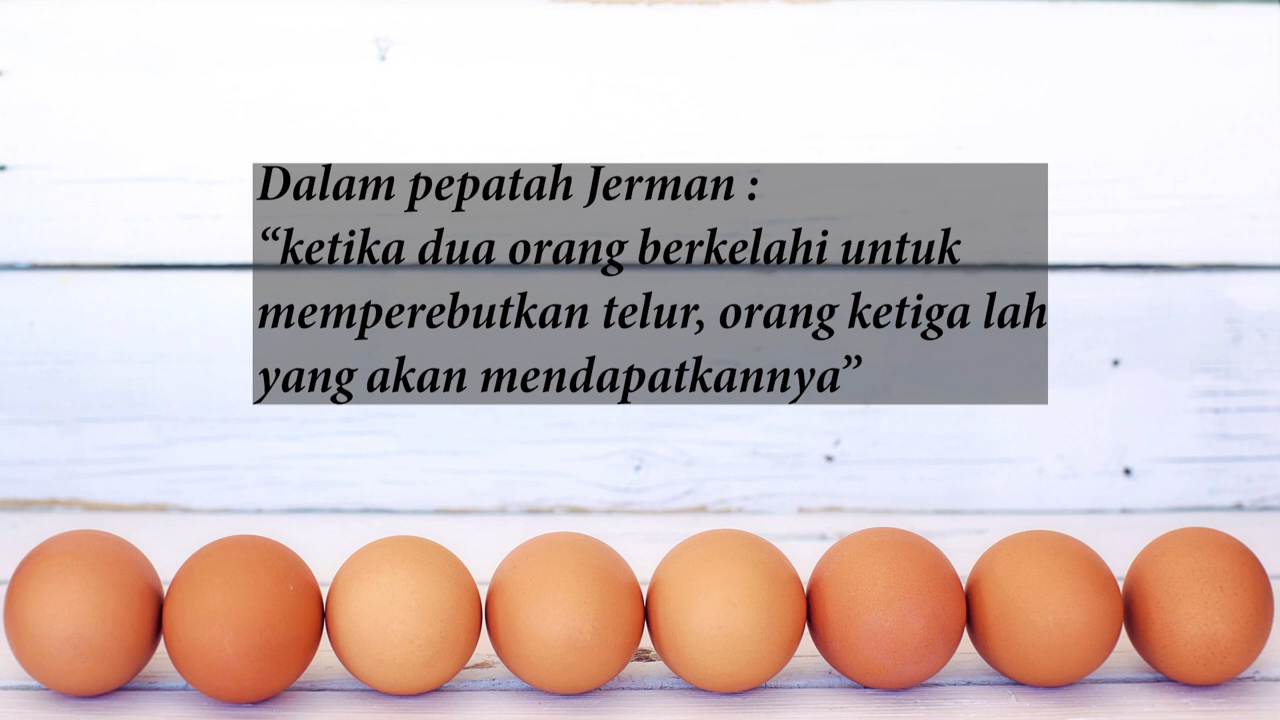 Dalam pepatah Jerman :
“ketika dua orang berkelahi untuk
memperebutkan telur, orang ketiga lah
yang akan mendapatkannya”